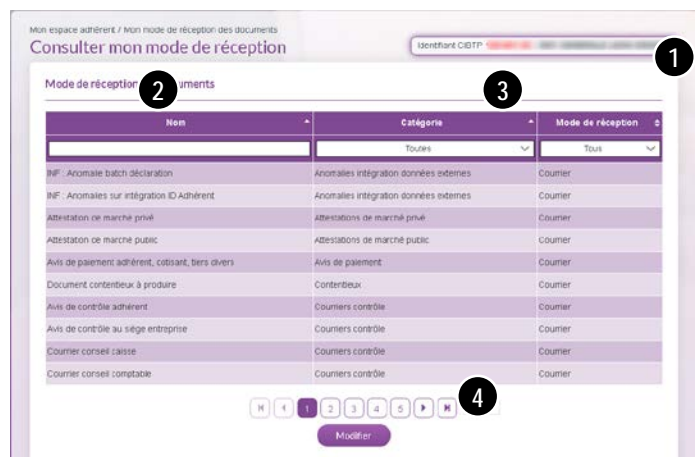 Mon espace adhérent / Mon mode de réception des documents
Consulter mon mode de réception
Identifiant CIBTP
1
Mode de réception
2
uments
3
Nom Catégorie Mode de réception
Toutes Tous
INF : Anomalie batch déclaration Anomalies intégration données externes Courrier
INF : Anomalies sur intégration ID Adhérent Anomalies intégration données externes Courrier
Attestation de marché privé Attestations de marché privé Courrier
Attestation de marché public Attestations de marché public Courrier
Avis de paiement adhérent, cotisant, tiers divers Avis de paiement Courrier
Document contentieux à produire Contentieux Courrier
Avis de contrôle adhérent Courriers contrôle Courrier
Avis de contrôle au siège entreprise Courriers contrôle Courrier
Courrier conseil caisse Courriers contrôle Courrier
Courrier conseil comptable Courriers contrôle Courrier
1 2 3 4 5
4
Modifier